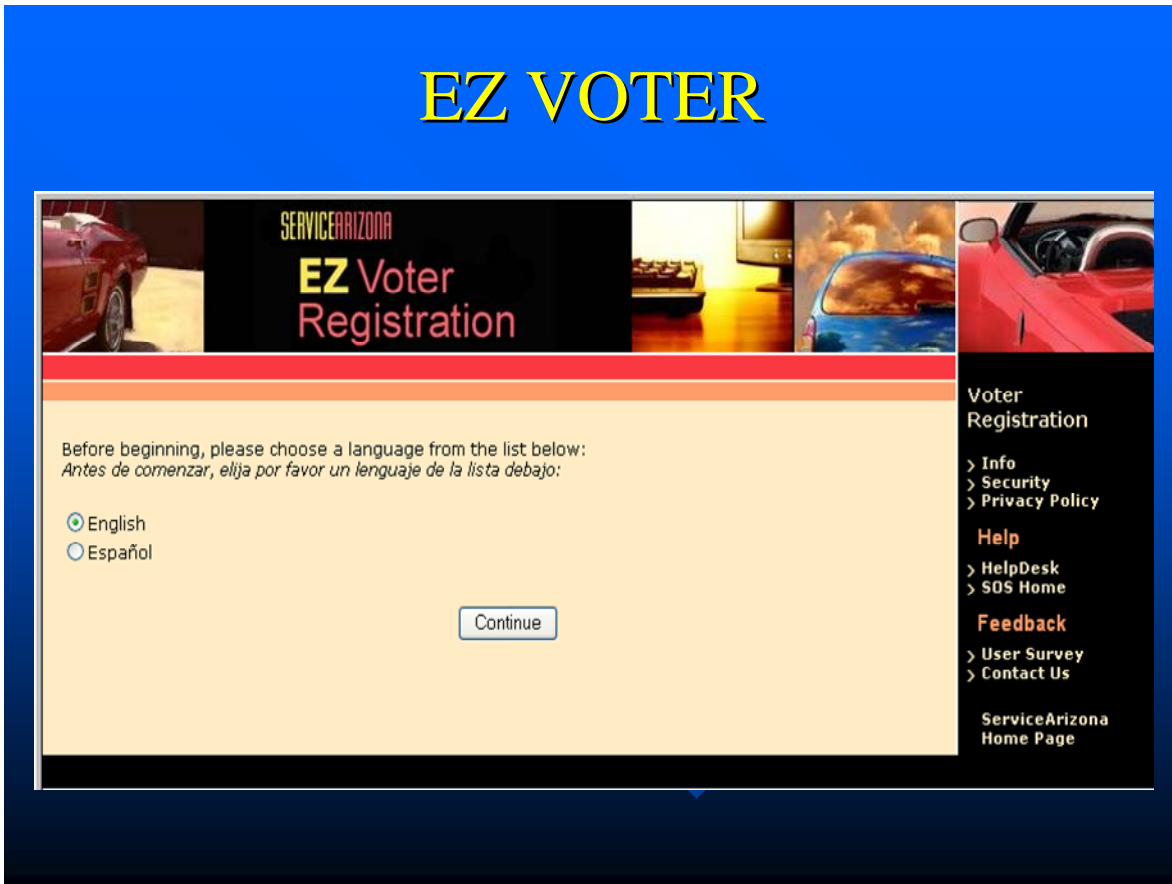 EZ VOTER
SERVICEARIZONA
EZ Voter
Registration
Before beginning, please choose a language from the list below:
Antes de comenzar, elija por favor un lenguaje de la lista debajo:
English
Español
Continue
Voter
Registration
> Info
> Security
> Privacy Policy
Help
> HelpDesk
> SOS Home
Feedback
> User Survey
> Contact Us
ServiceArizona
Home Page